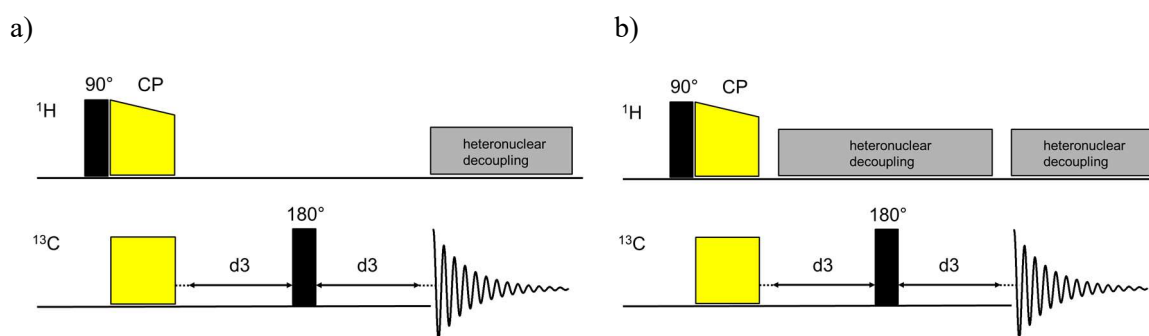 a)
90° CP
¹H
heteronuclear
decoupling
180°
¹³C
d3 d3
b)
90° CP
¹H
heteronuclear
decoupling
heteronuclear
decoupling
180°
¹³C
d3 d3